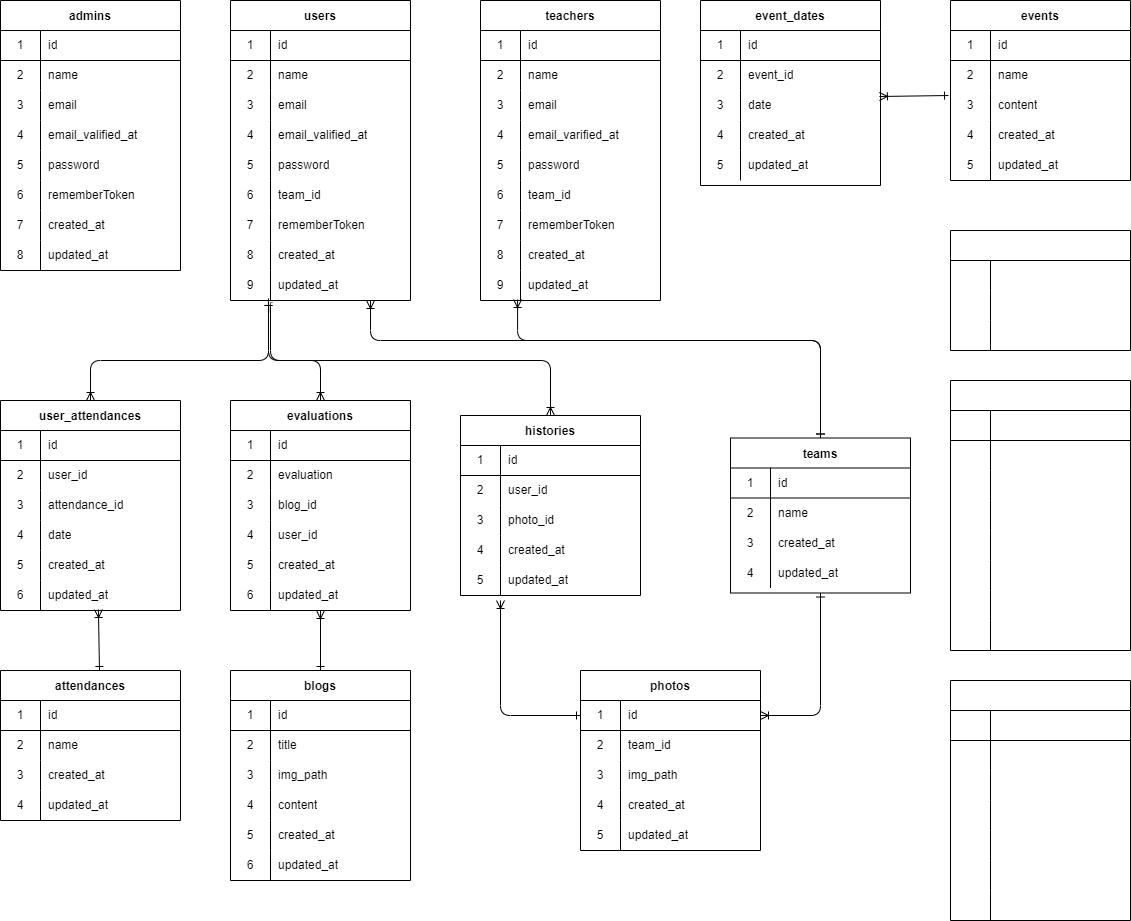 admins
1 id
2 name
3 email
4 email_valified_at
5 password
6 rememberToken
7 created_at
8 updated_at
users
1 id
2 name
3 email
4 email_valified_at
5 password
6 team_id
7 rememberToken
8 created_at
9 updated_at
teachers
1 id
2 name
3 email
4 email_varified_at
5 password
6 team_id
7 rememberToken
8 created_at
9 updated_at
event_dates
1 id
2 event_id
3 date
4 created_at
5 updated_at
events
1 id
2 name
3 content
4 created_at
5 updated_at
user_attendances
1 id
2 user_id
3 attendance_id
4 date
5 created_at
6 updated_at
evaluations
1 id
2 evaluation
3 blog_id
4 user_id
5 created_at
6 updated_at
histories
1 id
2 user_id
3 photo_id
4 created_at
5 updated_at
teams
1 id
2 name
3 created_at
4 updated_at
attendances
1 id
2 name
3 created_at
4 updated_at
blogs
1 id
2 title
3 img_path
4 content
5 created_at
6 updated_at
photos
1 id
2 team_id
3 img_path
4 created_at
5 updated_at